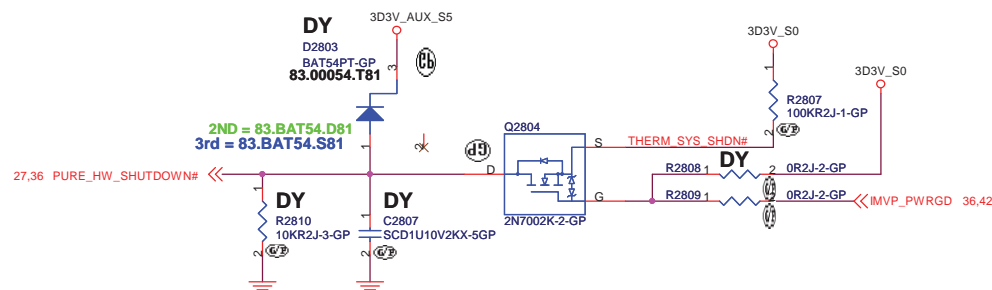 3D3V_AUX_S5
DY
D2803
BAT54PT-GP
83.00054.T81
3
2ND = 83.BAT54.D81
3rd = 83.BAT54.S81
1
2
27,36 PURE_HW_SHUTDOWN#
1
DY
R2810
10KR2J-3-GP
2
1
DY
C2807
SCD1U10V2KX-5GP
2
D
Q2804
S
G
2N7002K-2-GP
THERM_SYS_SHDN#
3D3V_S0
1
R2807
100KR2J-1-GP
2
3D3V_S0
R2808 1
DY
2 0R2J-2-GP
R2809 1
2 0R2J-2-GP
IMVP_PWRGD 36,42